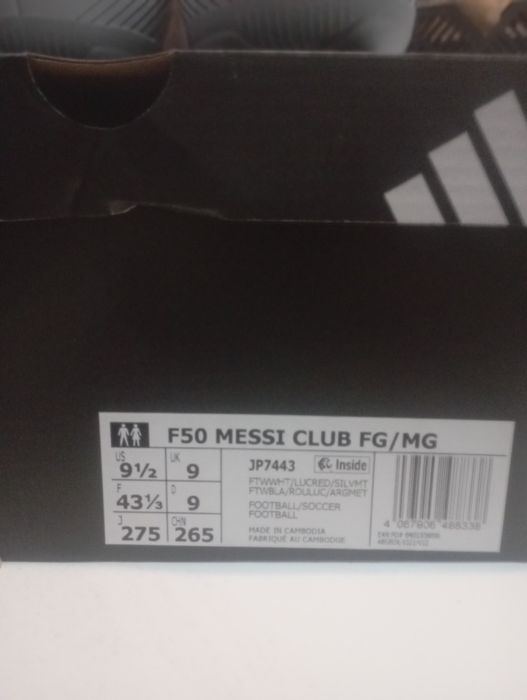 F50 MESSI CLUB FG/MG
US 9½ UK 9
F 43⅓ D 9
J 275 CHN 265
JP7443 Inside
FTWWHT/LUCRED/SILVMT
FTWBLA/ROULUC/ARGMET
FOOTBALL/SOCCER
FOOTBALL
MADE IN CAMBODIA
FABRIQUÉ AU CAMBODGE
4 067906 488338